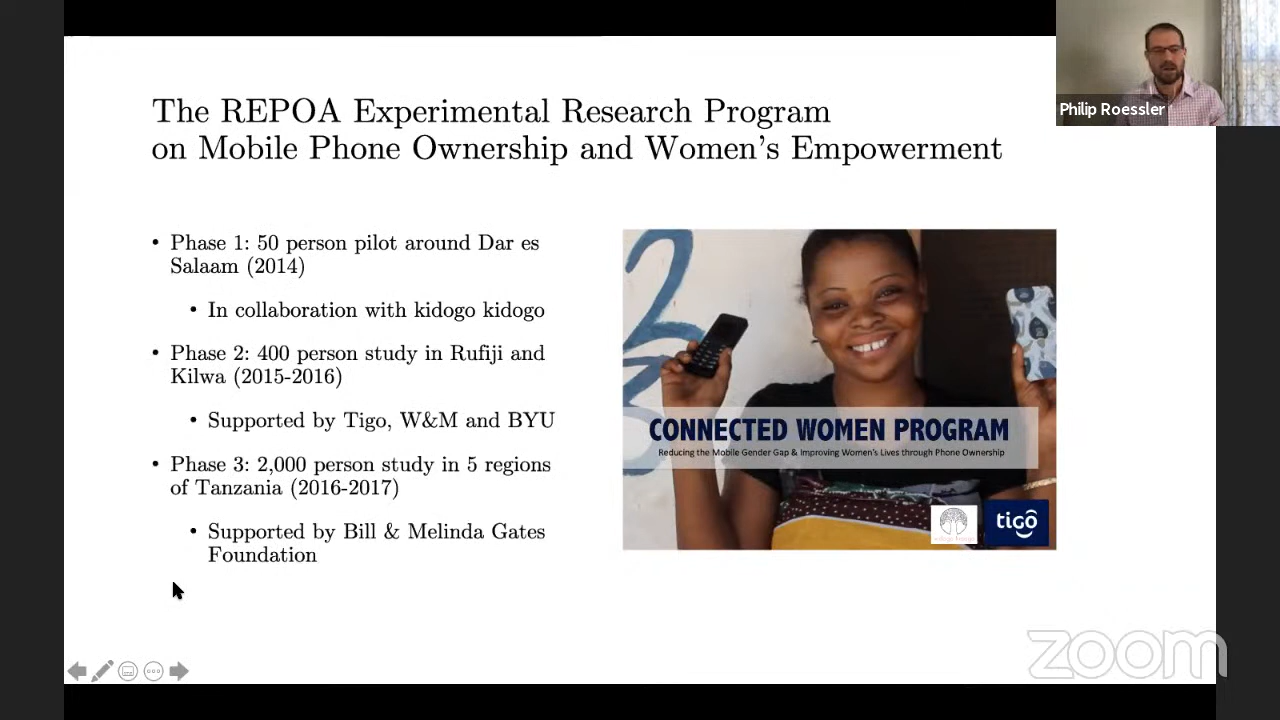 Philip Roessler
The REPOA Experimental Research Program
on Mobile Phone Ownership and Women's Empowerment
• Phase 1: 50 person pilot around Dar es
Salaam (2014)
• In collaboration with kidogo kidogo
• Phase 2: 400 person study in Rufiji and
Kilwa (2015-2016)
• Supported by Tigo, W&M and BYU
• Phase 3: 2,000 person study in 5 regions
of Tanzania (2016-2017)
• Supported by Bill & Melinda Gates
Foundation
CONNECTED WOMEN PROGRAM
Reducing the Mobile Gender Gap & Improving Women's Lives through Phone Ownership
tigo
zoom